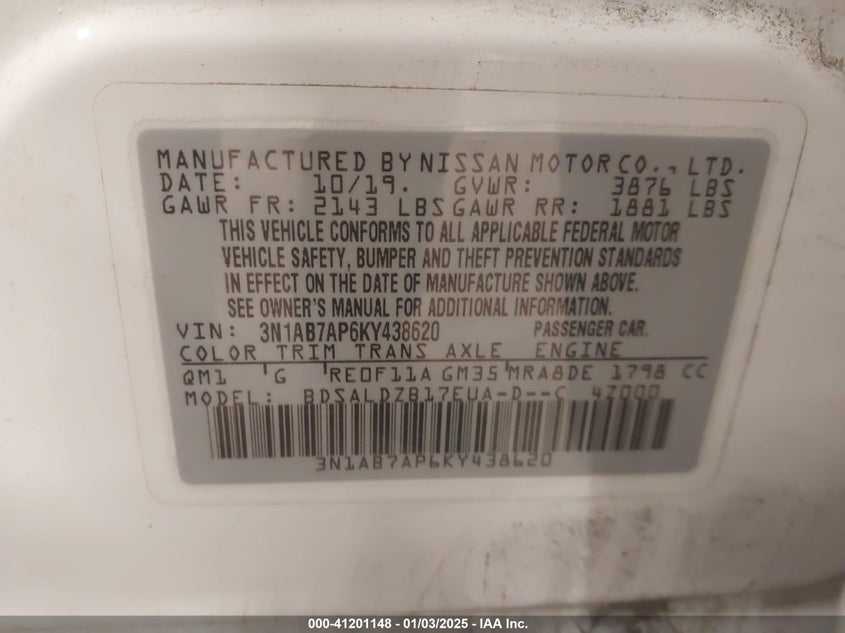 MANUFACTURED BY NISSAN MOTOR CO., LTD.
DATE: 10/19. GVWR: 3876 LBS
GAWR FR: 2143 LBS GAWR RR: 1881 LBS
THIS VEHICLE CONFORMS TO ALL APPLICABLE FEDERAL MOTOR
VEHICLE SAFETY, BUMPER AND THEFT PREVENTION STANDARDS
IN EFFECT ON THE DATE OF MANUFACTURE SHOWN ABOVE.
SEE OWNER'S MANUAL FOR ADDITIONAL INFORMATION.
VIN: 3N1AB7AP6KY438620 PASSENGER CAR.
COLOR TRIM TRANS AXLE ENGINE
QM1 'G 'RE0F11A GM35'MRA8DE 1798 CC
MODEL: BDSALDZB17EUA-D--C 4Z000
3N1AB7AP6KY438620
000-41201148 - 01/03/2025 - IAA Inc.